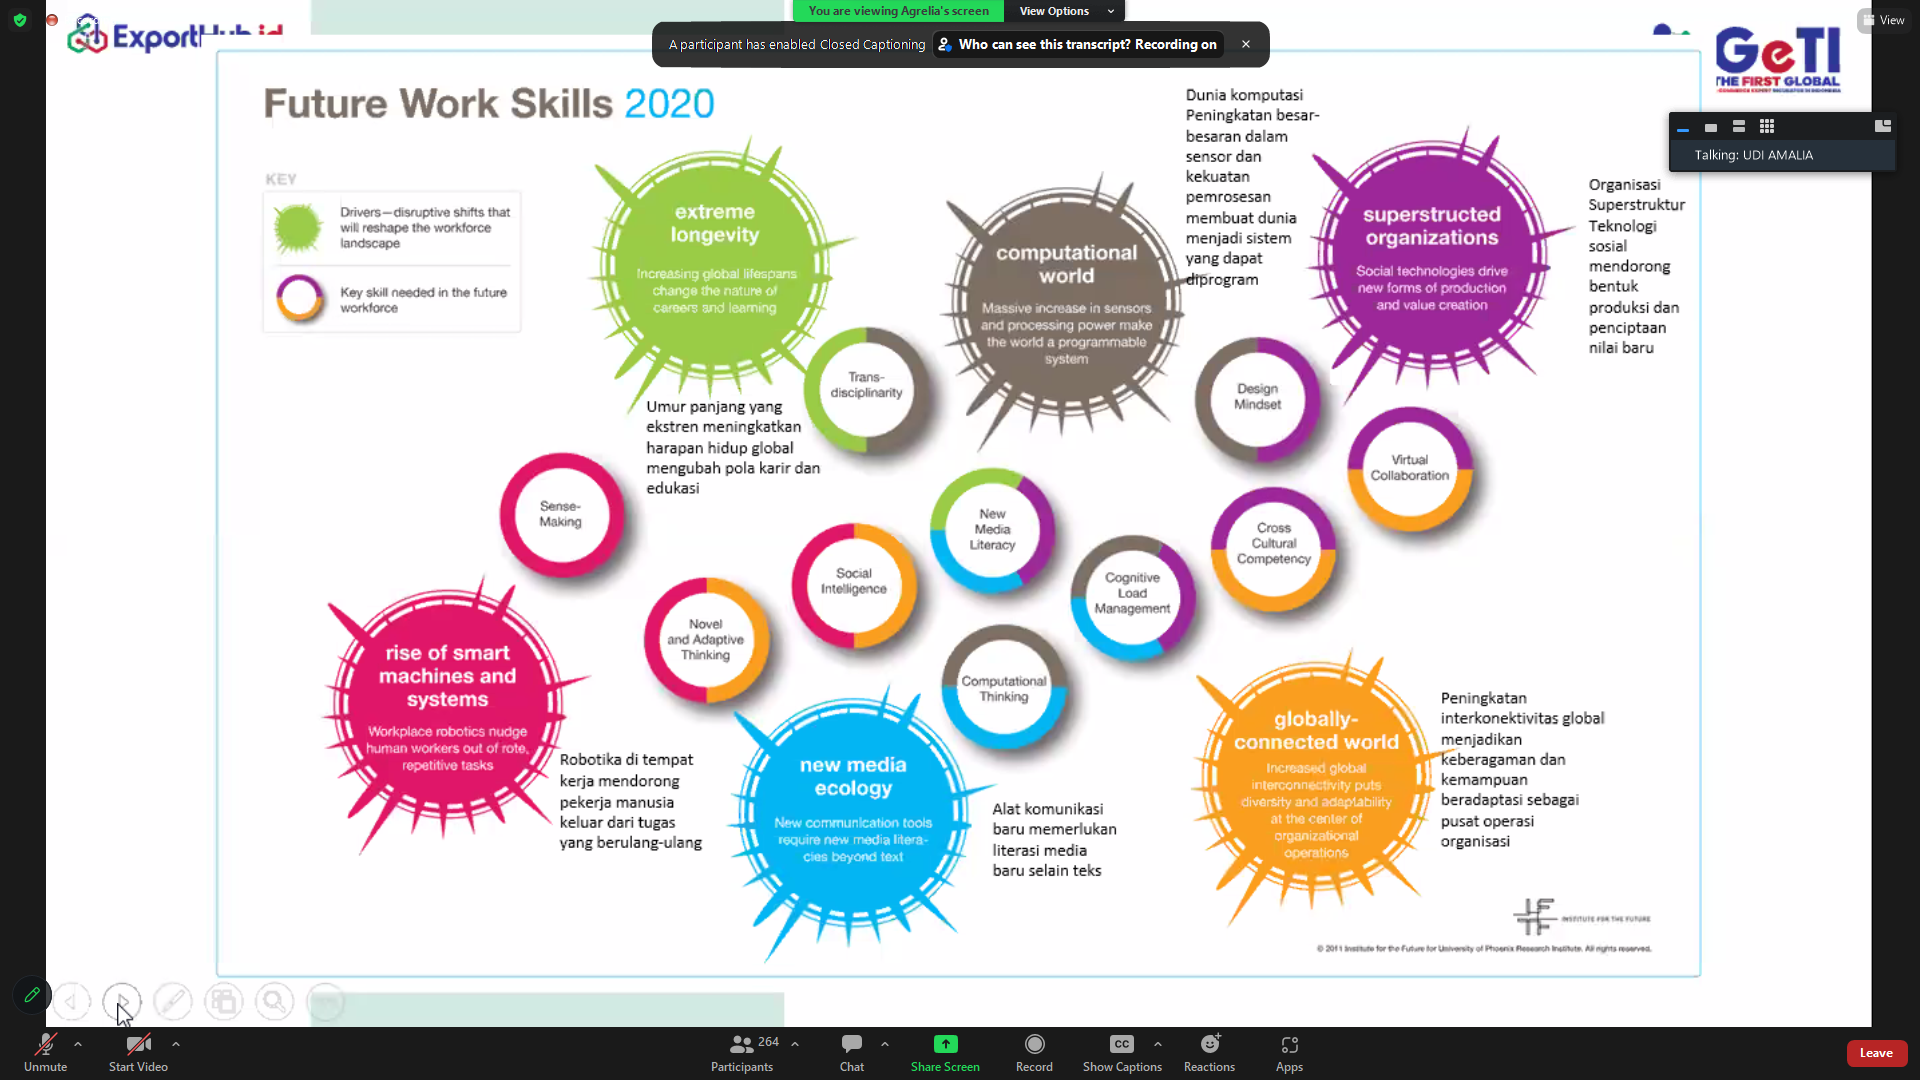 You are viewing Agrelia's screen
View Options
View
A participant has enabled Closed Captioning
Who can see this transcript? Recording on
GeTI
THE FIRST GLOBAL
Talking: UDI AMALIA
Future Work Skills 2020
KEY
Drivers—disruptive shifts that
will reshape the workforce
landscape
Key skill needed in the future
workforce
extreme
longevity
Increasing global lifespans
change the nature of
careers and learning
Umur panjang yang
ekstren meningkatkan
harapan hidup global
mengubah pola karir dan
edukasi
computational
world
Massive increase in sensors
and processing power make
the world a programmable
system
Dunia komputasi
Peningkatan besar-
besaran dalam
sensor dan
kekuatan
pemrosesan
membuat dunia
menjadi sistem
yang dapat
diprogram
superstructed
organizations
Social technologies drive
new forms of production
and value creation
Organisasi
Superstruktur
Teknologi
sosial
mendorong
bentuk
produksi dan
penciptaan
nilai baru
Trans-
disciplinarity
Design
Mindset
Virtual
Collaboration
Sense-
Making
New
Media
Literacy
Cross
Cultural
Competency
Social
Intelligence
Cognitive
Load
Management
Novel
and Adaptive
Thinking
Computational
Thinking
rise of smart
machines and
systems
Workplace robotics nudge
human workers out of rote,
repetitive tasks
Robotika di tempat
kerja mendorong
pekerja manusia
keluar dari tugas
yang berulang-ulang
new media
ecology
New communication tools
require new media litera-
cies beyond text
Alat komunikasi
baru memerlukan
literasi media
baru selain teks
globally-
connected world
Increased global
interconnectivity puts
diversity and adaptability
at the center of
organizational
operations
Peningkatan
interkonektivitas global
menjadikan
keberagaman dan
kemampuan
beradaptasi sebagai
pusat operasi
organisasi
INSTITUTE FOR THE FUTURE
© 2011 Institute for the Future for University of Phoenix Research Institute. All rights reserved.
Unmute
Start Video
264
Participants
Chat
Share Screen
Record
CC
Show Captions
Reactions
Apps
Leave